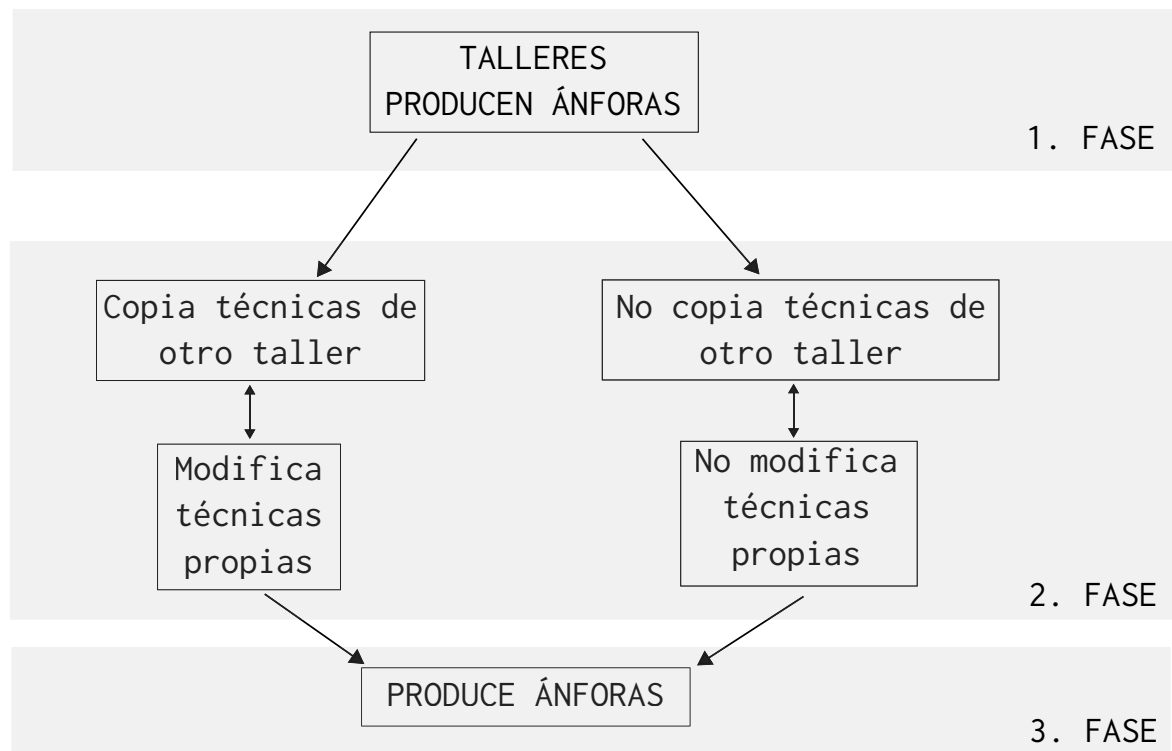 TALLERES
PRODUCEN ÁNFORAS
1. FASE
Copia técnicas de
otro taller
No copia técnicas de
otro taller
Modifica
técnicas
propias
No modifica
técnicas
propias
2. FASE
PRODUCE ÁNFORAS
3. FASE